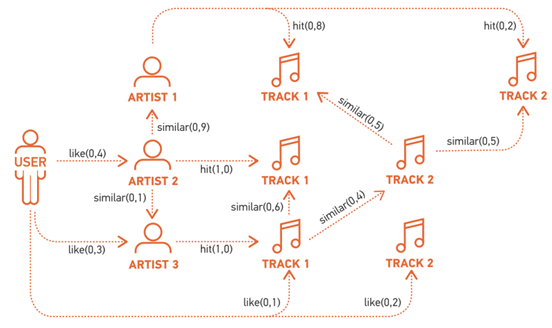 hit(0,8)
hit(0,2)
ARTIST 1
TRACK 1
TRACK 2
similar(0,9)
similar(0,5)
similar(0,5)
USER
like(0,4)
hit(1,0)
ARTIST 2
TRACK 1
TRACK 2
similar(0,1)
similar(0,6)
similar(0,4)
like(0,3)
hit(1,0)
ARTIST 3
TRACK 1
TRACK 2
like(0,1)
like(0,2)